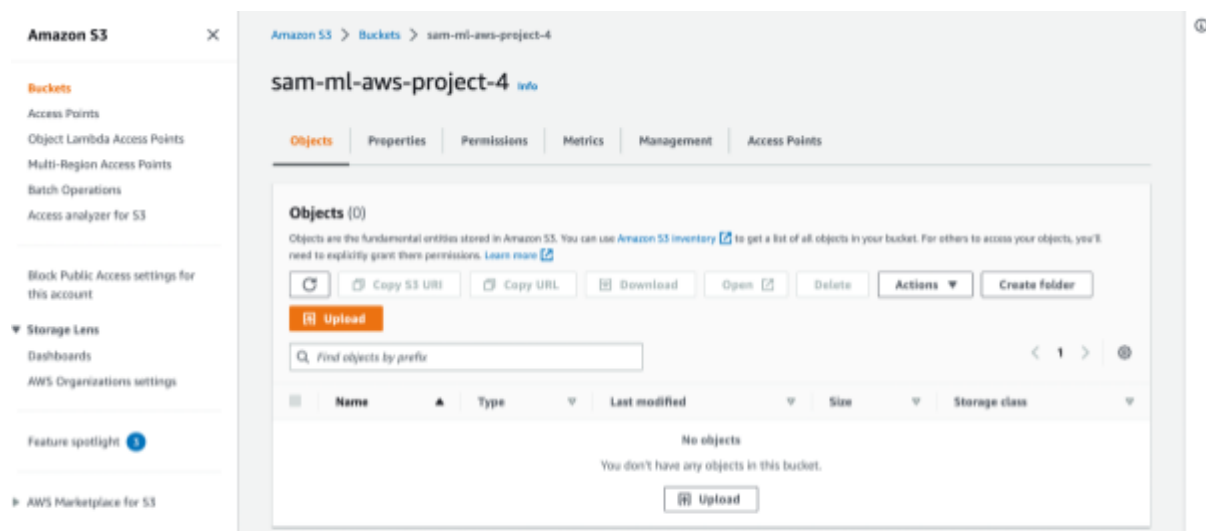 Amazon S3
Buckets
Access Points
Object Lambda Access Points
Multi-Region Access Points
Batch Operations
Access analyzer for S3
Block Public Access settings for
this account
Storage Lens
Dashboards
AWS Organizations settings
Feature spotlight 3
AWS Marketplace for S3
Amazon S3 > Buckets > sam-ml-aws-project-4
sam-ml-aws-project-4 Info
Objects Properties Permissions Metrics Management Access Points
Objects (0)
Objects are the fundamental entities stored in Amazon S3. You can use Amazon S3 inventory to get a list of all objects in your bucket. For others to access your objects, you'll
need to explicitly grant them permissions. Learn more
Copy S3 URI Copy URL Download Open Delete Actions Create folder
Upload
Find objects by prefix < 1 >
Name Type Last modified Size Storage class
No objects
You don't have any objects in this bucket.
Upload